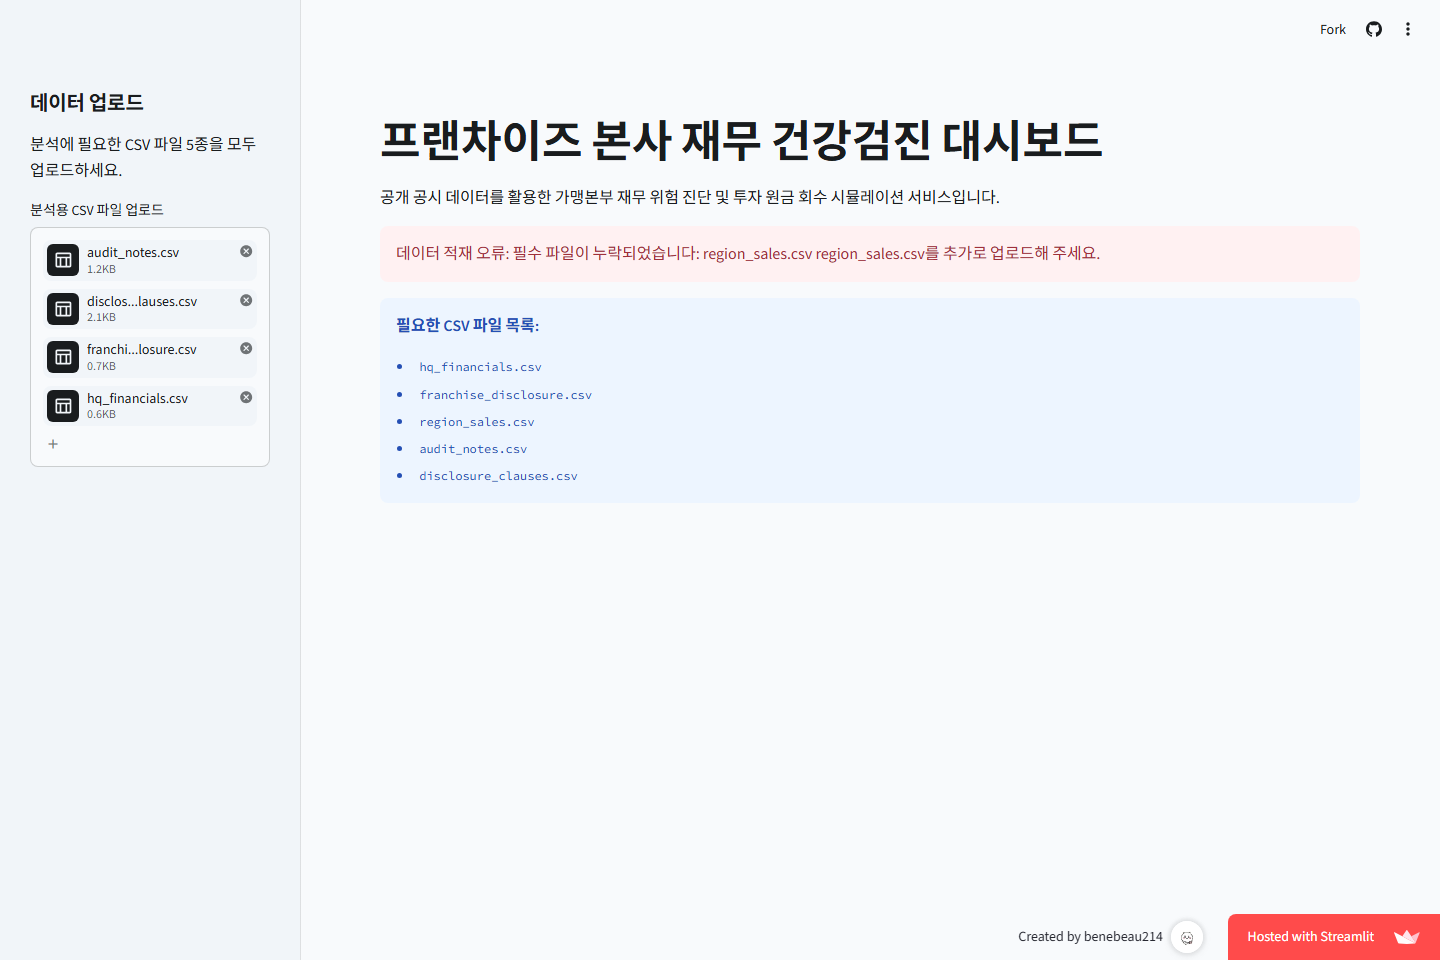 데이터 업로드
분석에 필요한 CSV 파일 5종을 모두
업로드하세요.
분석용 CSV 파일 업로드
audit_notes.csv
1.2KB
disclos...lauses.csv
2.1KB
franchi...losure.csv
0.7KB
hq_financials.csv
0.6KB
Fork
프랜차이즈 본사 재무 건강검진 대시보드
공개 공시 데이터를 활용한 가맹본부 재무 위험 진단 및 투자 원금 회수 시뮬레이션 서비스입니다.
데이터 적재 오류: 필수 파일이 누락되었습니다: region_sales.csv region_sales.csv를 추가로 업로드해 주세요.
필요한 CSV 파일 목록:
hq_financials.csv
franchise_disclosure.csv
region_sales.csv
audit_notes.csv
disclosure_clauses.csv
Created by benebeau214
Hosted with Streamlit